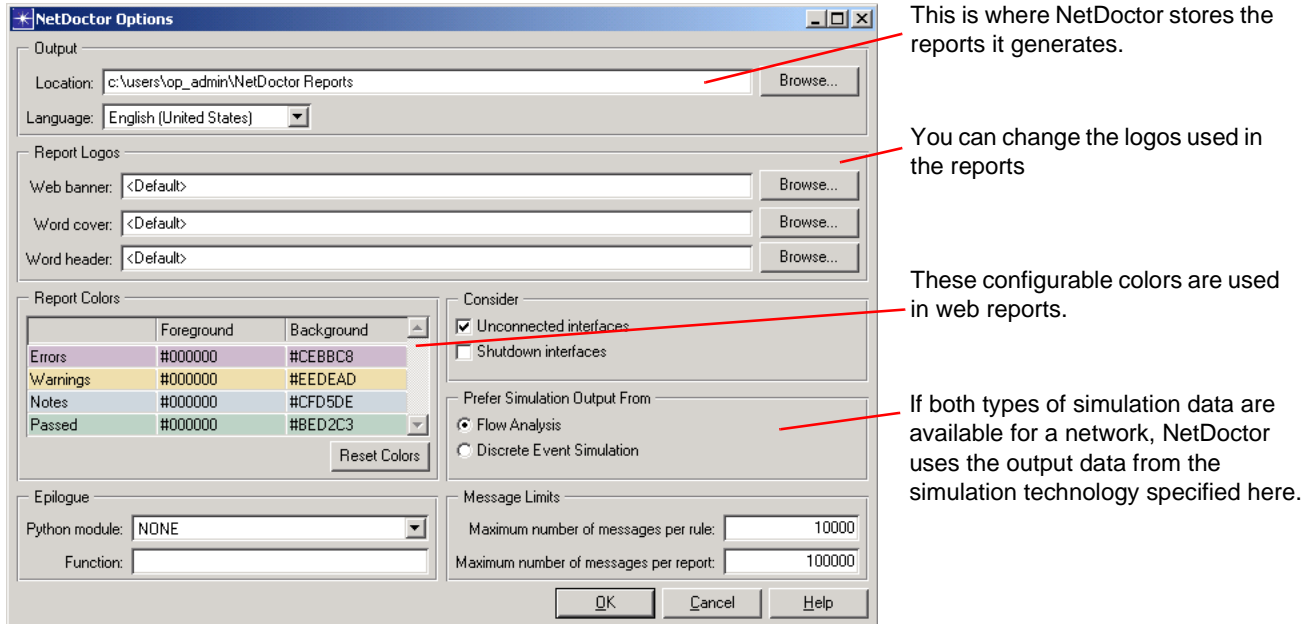 NetDoctor Options
Output
Location: c:\users\op_admin\NetDoctor Reports Browse...
Language: English (United States)
Report Logos
Web banner: <Default> Browse...
Word cover: <Default> Browse...
Word header: <Default> Browse...
Report Colors
Foreground Background
Errors #000000 #CEBBC8
Warnings #000000 #EEDEAD
Notes #000000 #CFD5DE
Passed #000000 #BED2C3
Reset Colors
Consider
Unconnected interfaces
Shutdown interfaces
Prefer Simulation Output From
Flow Analysis
Discrete Event Simulation
Epilogue
Python module: NONE
Function:
Message Limits
Maximum number of messages per rule: 10000
Maximum number of messages per report: 100000
OK Cancel Help
This is where NetDoctor stores the
reports it generates.
You can change the logos used in
the reports
These configurable colors are used
in web reports.
If both types of simulation data are
available for a network, NetDoctor
uses the output data from the
simulation technology specified here.